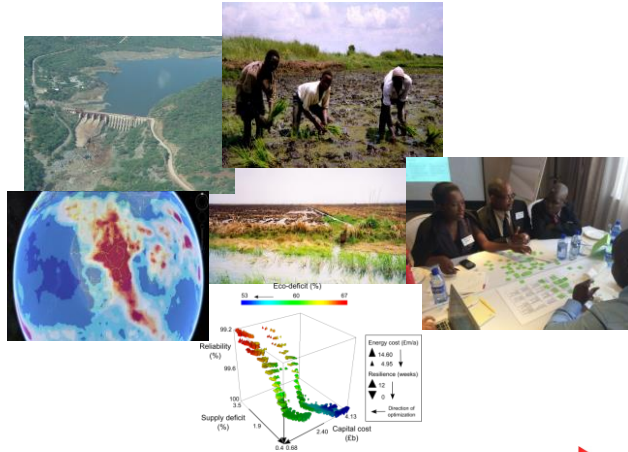 Eco-deficit (%)
53 60 67
99.2
Reliability
(%)
99.6
100
3.5
Supply deficit
(%)
1.9
0.4
0.68
2.40
4.13
Capital cost
(£b)
Energy cost (£m/a)
14.60
4.95
Resilience (weeks)
12
0
Direction of
optimization